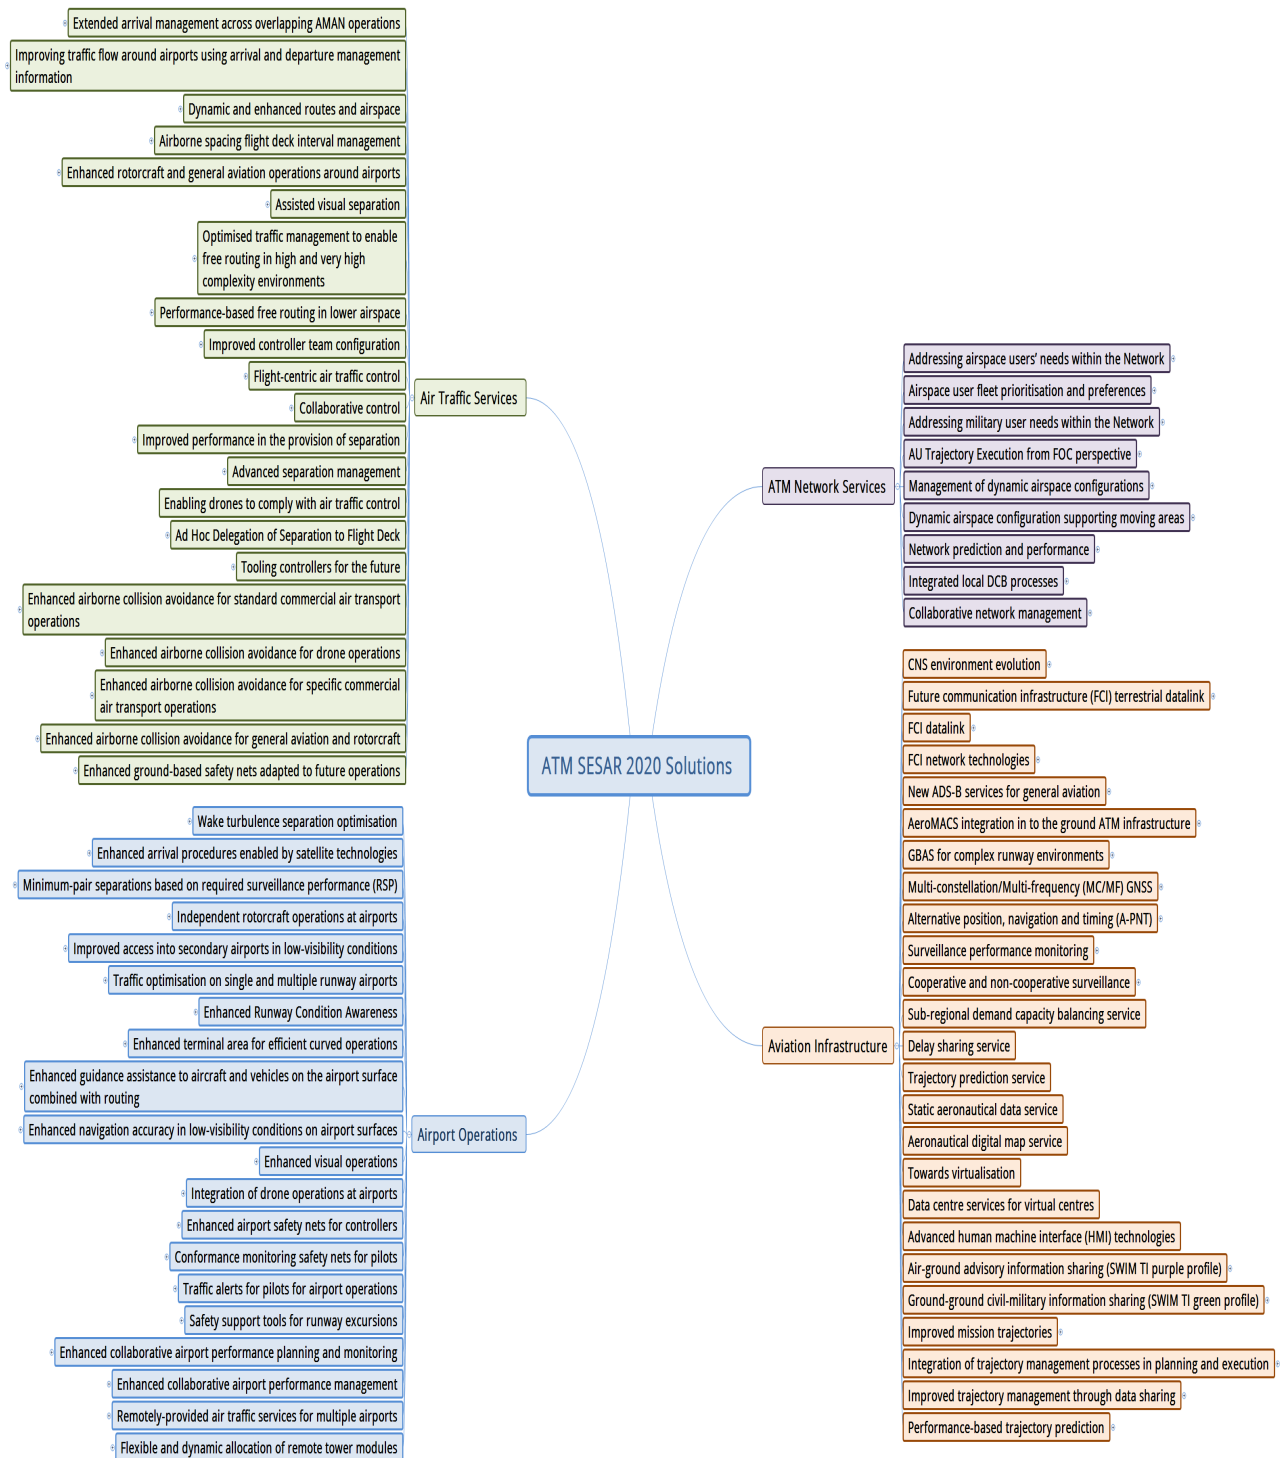 Extended arrival management across overlapping AMAN operations
Improving traffic flow around airports using arrival and departure management
information
Dynamic and enhanced routes and airspace
Airborne spacing flight deck interval management
Enhanced rotorcraft and general aviation operations around airports
Assisted visual separation
Optimised traffic management to enable
free routing in high and very high
complexity environments
Performance-based free routing in lower airspace
Improved controller team configuration
Flight-centric air traffic control
Collaborative control
Improved performance in the provision of separation
Advanced separation management
Enabling drones to comply with air traffic control
Ad Hoc Delegation of Separation to Flight Deck
Tooling controllers for the future
Enhanced airborne collision avoidance for standard commercial air transport
operations
Enhanced airborne collision avoidance for drone operations
Enhanced airborne collision avoidance for specific commercial
air transport operations
Enhanced airborne collision avoidance for general aviation and rotorcraft
Enhanced ground-based safety nets adapted to future operations
Air Traffic Services
Wake turbulence separation optimisation
Enhanced arrival procedures enabled by satellite technologies
Minimum-pair separations based on required surveillance performance (RSP)
Independent rotorcraft operations at airports
Improved access into secondary airports in low-visibility conditions
Traffic optimisation on single and multiple runway airports
Enhanced Runway Condition Awareness
Enhanced terminal area for efficient curved operations
Enhanced guidance assistance to aircraft and vehicles on the airport surface
combined with routing
Enhanced navigation accuracy in low-visibility conditions on airport surfaces
Enhanced visual operations
Integration of drone operations at airports
Enhanced airport safety nets for controllers
Conformance monitoring safety nets for pilots
Traffic alerts for pilots for airport operations
Safety support tools for runway excursions
Enhanced collaborative airport performance planning and monitoring
Enhanced collaborative airport performance management
Remotely-provided air traffic services for multiple airports
Flexible and dynamic allocation of remote tower modules
Airport Operations
ATM SESAR 2020 Solutions
ATM Network Services
Addressing airspace users’ needs within the Network
Airspace user fleet prioritisation and preferences
Addressing military user needs within the Network
AU Trajectory Execution from FOC perspective
Management of dynamic airspace configurations
Dynamic airspace configuration supporting moving areas
Network prediction and performance
Integrated local DCB processes
Collaborative network management
Aviation Infrastructure
CNS environment evolution
Future communication infrastructure (FCI) terrestrial datalink
FCI datalink
FCI network technologies
New ADS-B services for general aviation
AeroMACS integration in to the ground ATM infrastructure
GBAS for complex runway environments
Multi-constellation/Multi-frequency (MC/MF) GNSS
Alternative position, navigation and timing (A-PNT)
Surveillance performance monitoring
Cooperative and non-cooperative surveillance
Sub-regional demand capacity balancing service
Delay sharing service
Trajectory prediction service
Static aeronautical data service
Aeronautical digital map service
Towards virtualisation
Data centre services for virtual centres
Advanced human machine interface (HMI) technologies
Air-ground advisory information sharing (SWIM TI purple profile)
Ground-ground civil-military information sharing (SWIM TI green profile)
Improved mission trajectories
Integration of trajectory management processes in planning and execution
Improved trajectory management through data sharing
Performance-based trajectory prediction